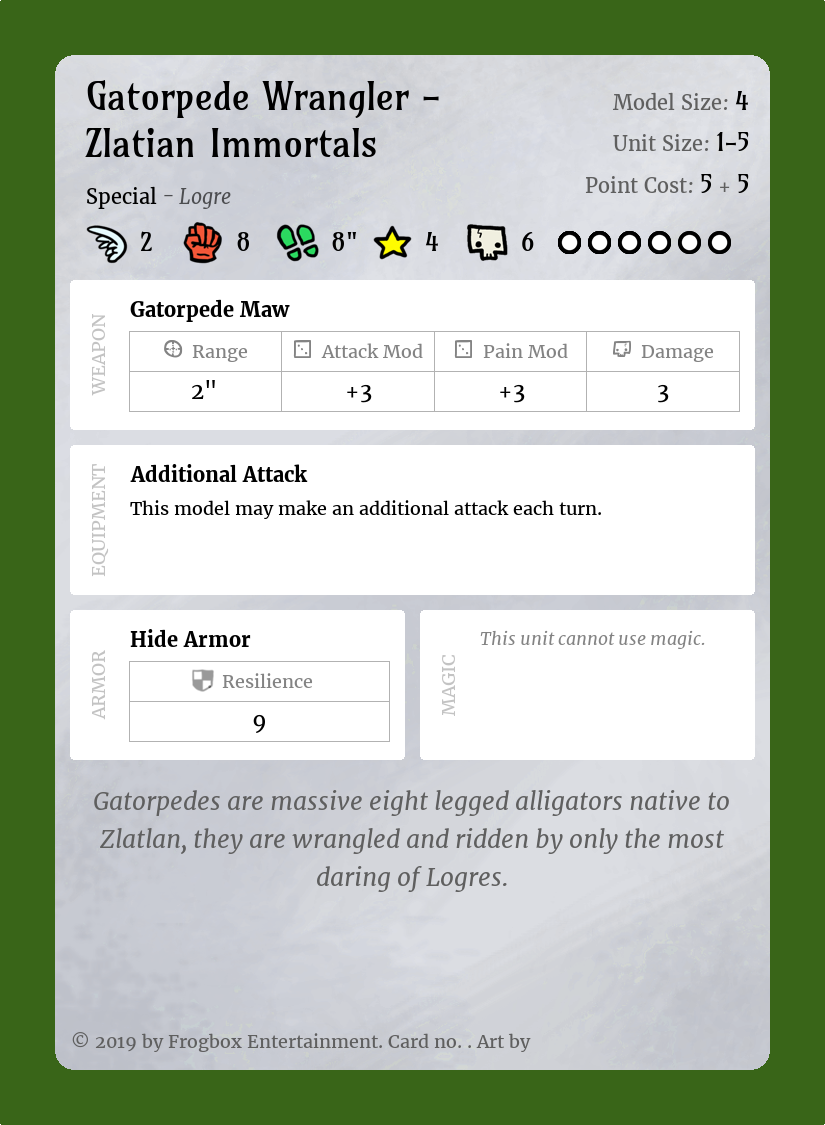 Gatorpede Wrangler –
Zlatian Immortals
Special – Logre
Model Size: 4
Unit Size: 1–5
Point Cost: 5 + 5
2 8 8" 4 6
WEAPON
Gatorpede Maw
Range Attack Mod Pain Mod Damage
2" +3 +3 3
EQUIPMENT
Additional Attack
This model may make an additional attack each turn.
ARMOR
Hide Armor
Resilience
9
MAGIC
This unit cannot use magic.
Gatorpedes are massive eight legged alligators native to
Zlatlan, they are wrangled and ridden by only the most
daring of Logres.
© 2019 by Frogbox Entertainment. Card no. . Art by